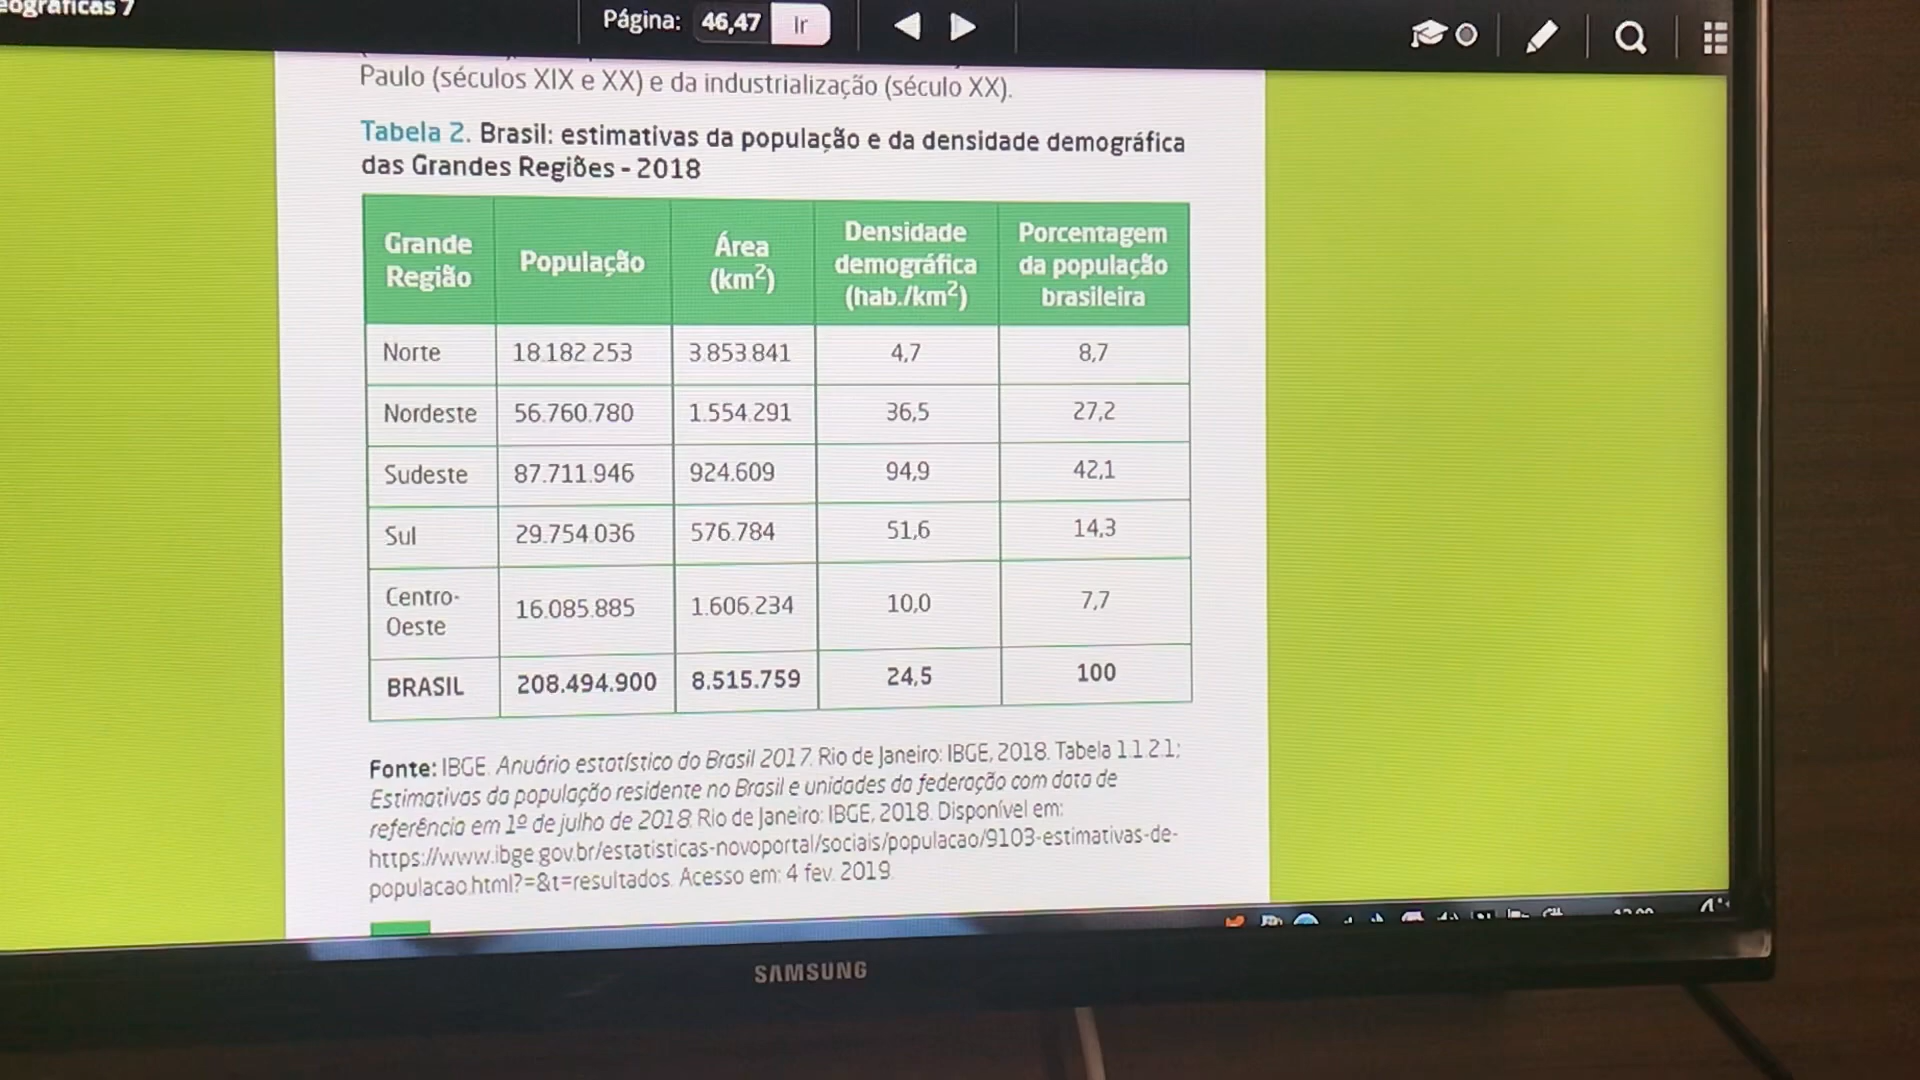 eográficas 7
Página: 46,47 Ir
Paulo (séculos XIX e XX) e da industrialização (século XX).
Tabela 2. Brasil: estimativas da população e da densidade demográfica
das Grandes Regiões - 2018
Grande Região População Área (km²) Densidade demográfica (hab./km²) Porcentagem da população brasileira
Norte 18.182.253 3.853.841 4,7 8,7
Nordeste 56.760.780 1.554.291 36,5 27,2
Sudeste 87.711.946 924.609 94,9 42,1
Sul 29.754.036 576.784 51,6 14,3
Centro-Oeste 16.085.885 1.606.234 10,0 7,7
BRASIL 208.494.900 8.515.759 24,5 100
Fonte: IBGE. Anuário estatístico do Brasil 2017. Rio de Janeiro: IBGE, 2018. Tabela 1.1.2.1;
Estimativas da população residente no Brasil e unidades da federação com data de
referência em 1º de julho de 2018. Rio de Janeiro: IBGE, 2018. Disponível em:
https://www.ibge.gov.br/estatisticas-novoportal/sociais/populacao/9103-estimativas-de-
populacao.html?=&t=resultados. Acesso em: 4 fev. 2019.
SAMSUNG